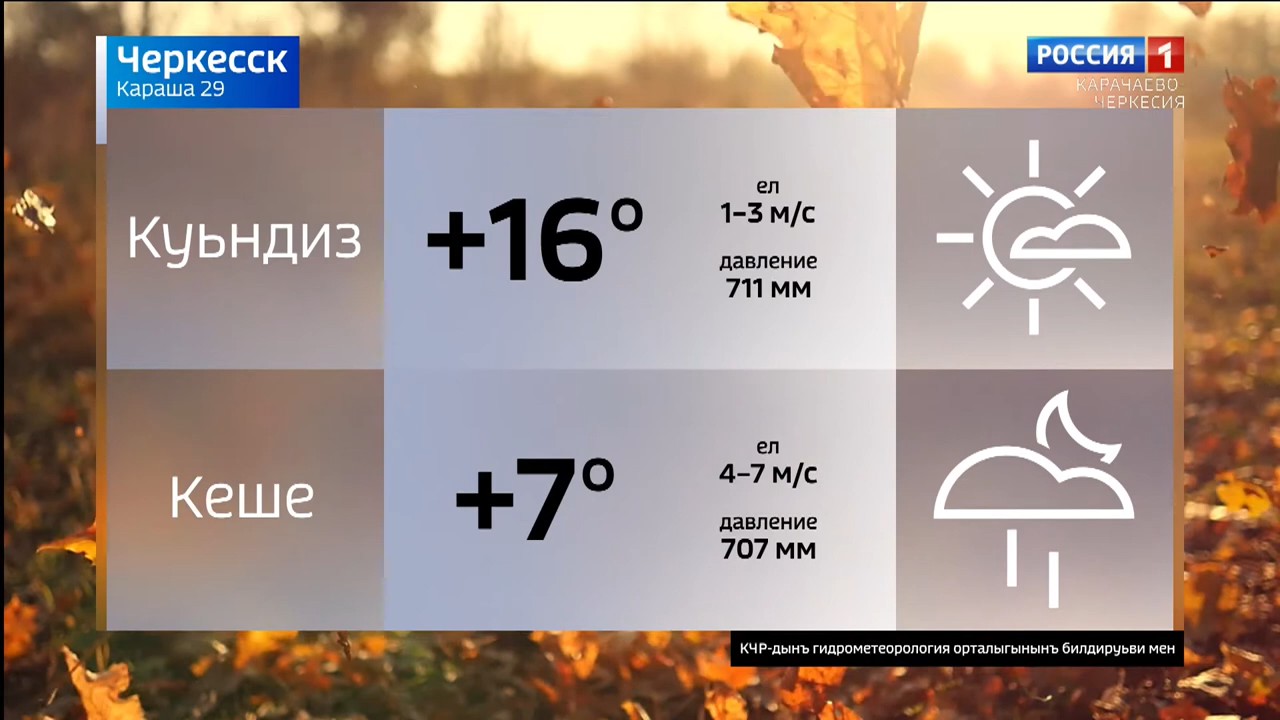 Черкесск
Караша 29
РОССИЯ 1
КАРАЧАЕВО-
ЧЕРКЕСИЯ
Куьндиз
+16°
ел
1–3 м/с
давление
711 мм
Кеше
+7°
ел
4–7 м/с
давление
707 мм
КЧР-дынъ гидрометеорология орталыгынынъ билдируьви мен